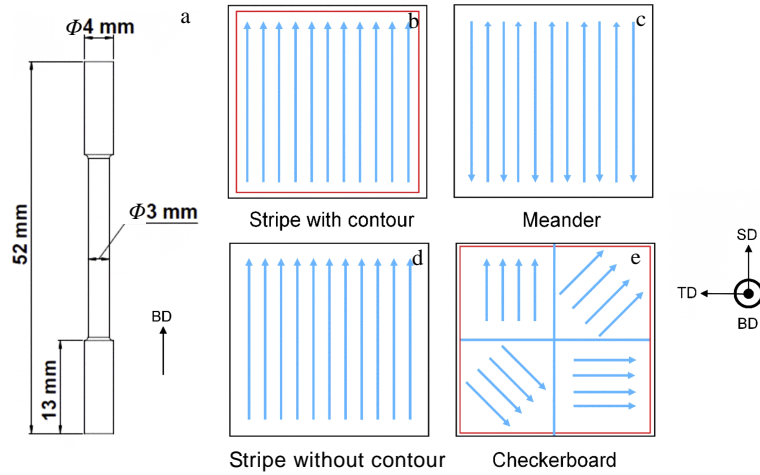 a
Φ4 mm
52 mm
Φ3 mm
BD
13 mm
b
Stripe with contour
c
Meander
d
Stripe without contour
e
Checkerboard
SD
TD
BD